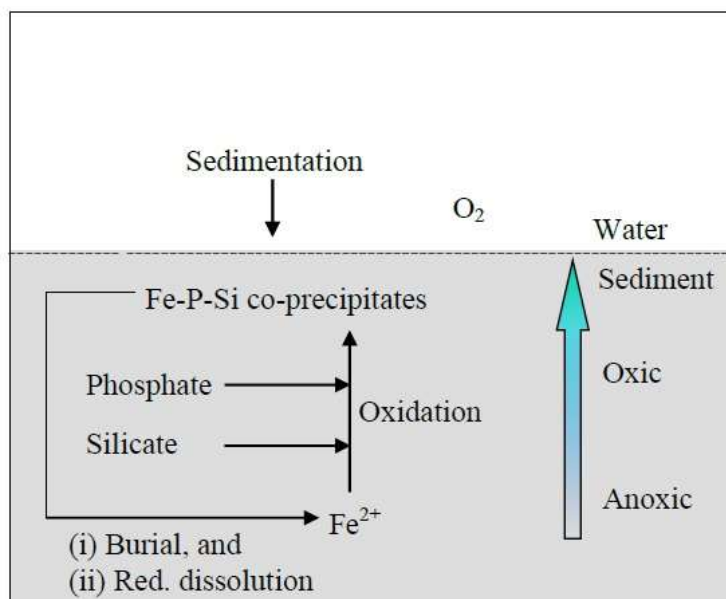 Sedimentation
O₂
Water
Sediment
Fe-P-Si co-precipitates
Oxic
Phosphate
Oxidation
Silicate
Anoxic
Fe²⁺
(i) Burial, and
(ii) Red. dissolution